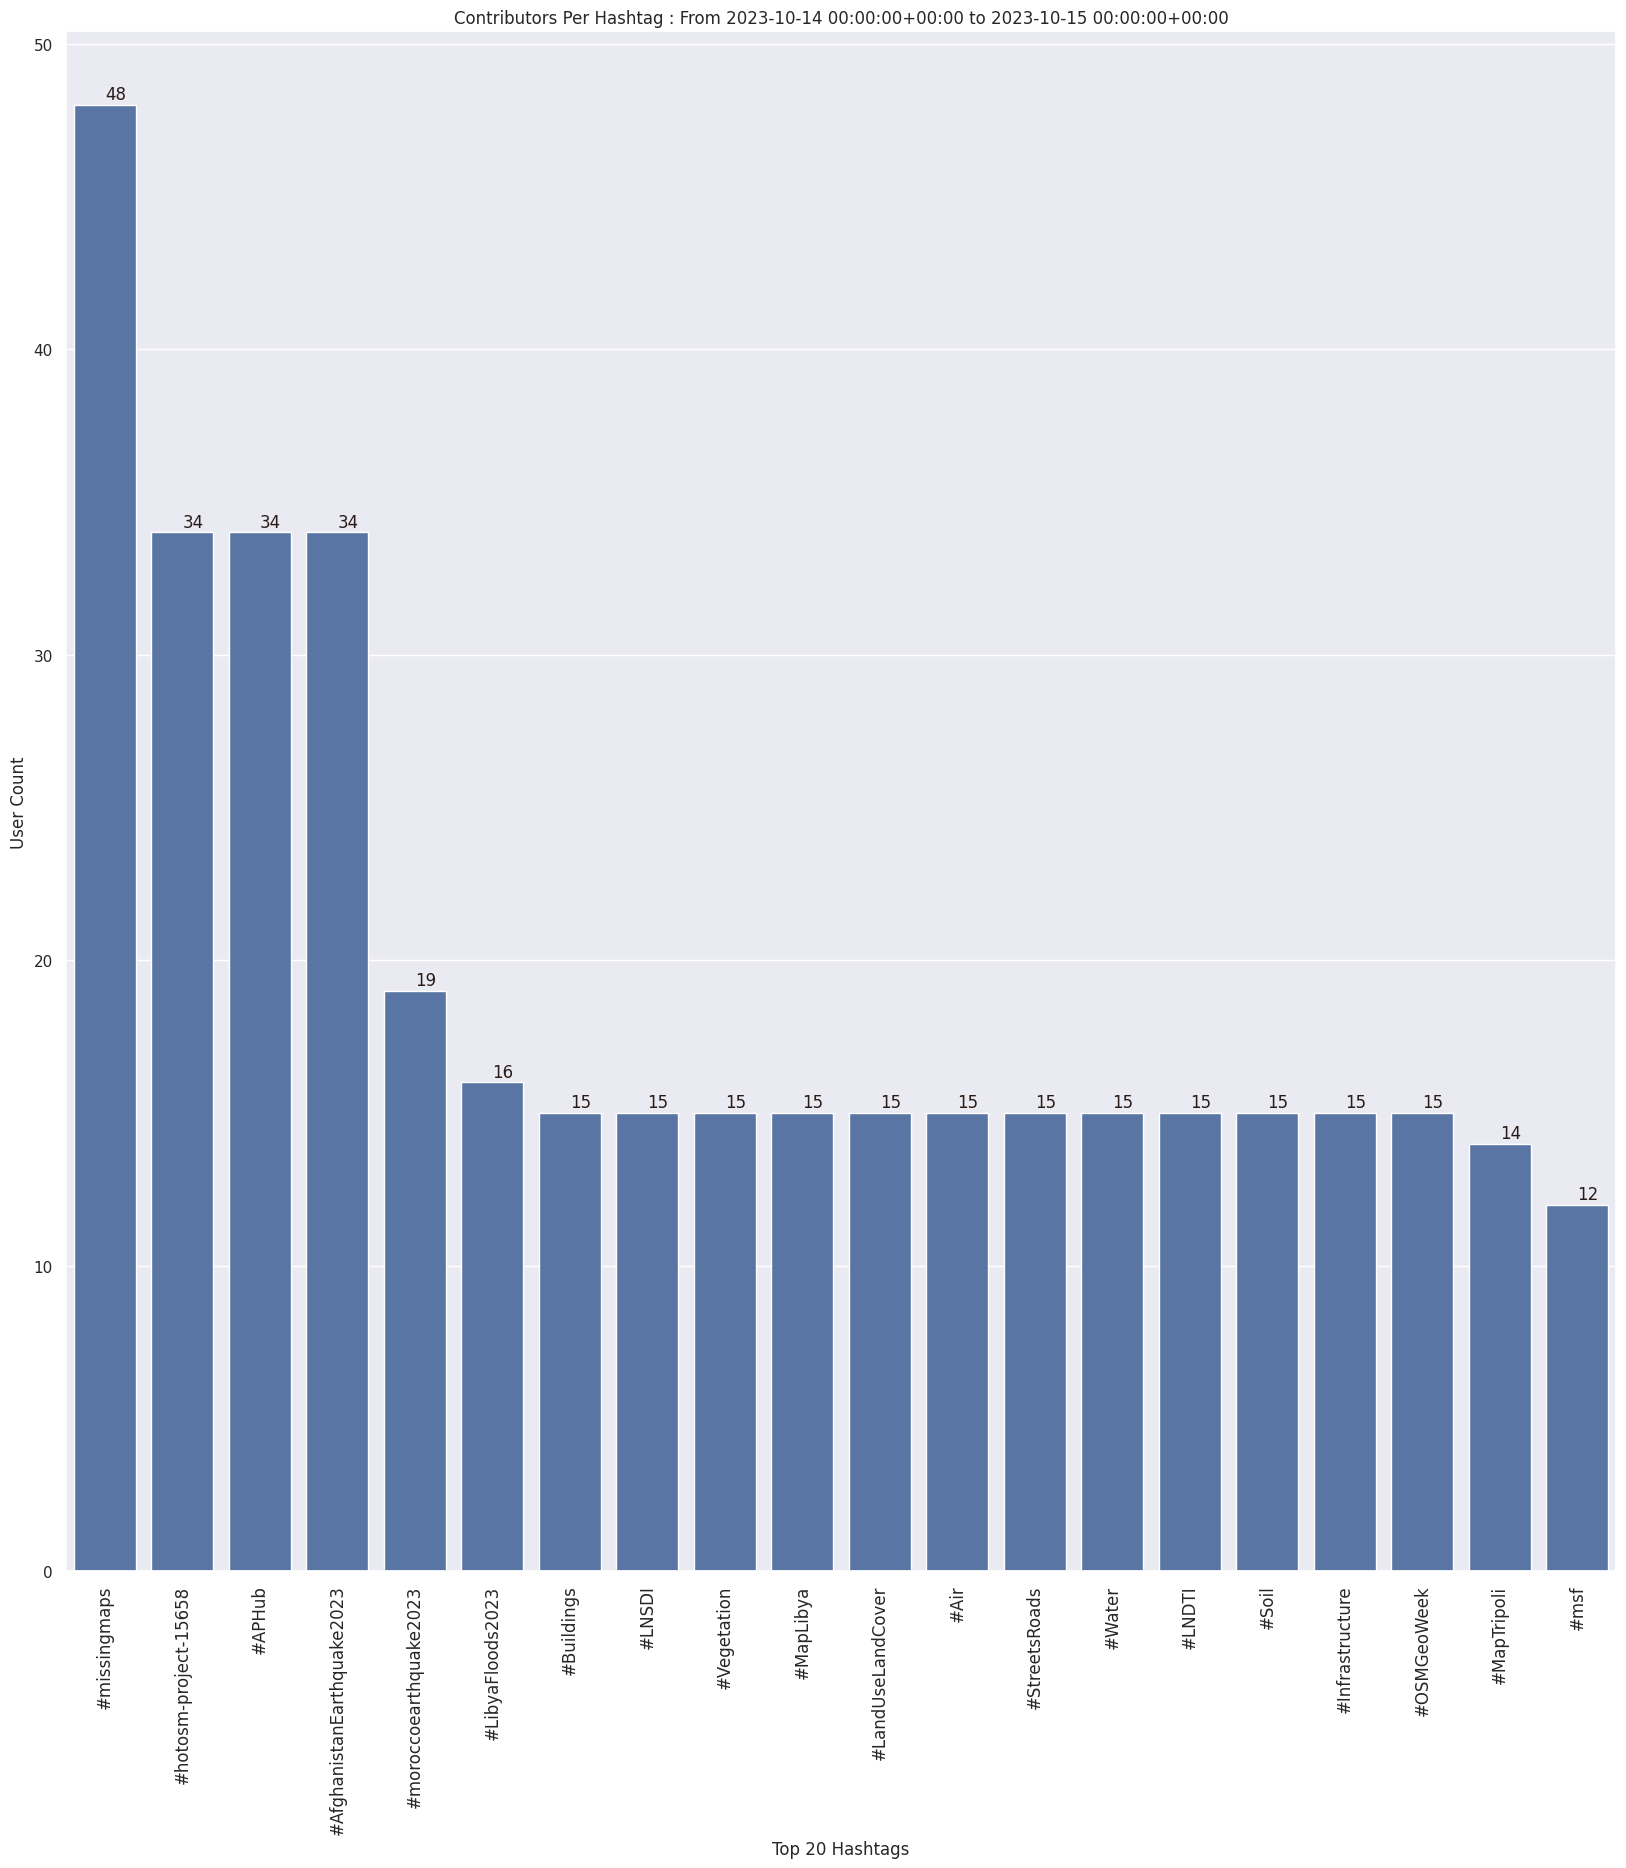 Contributors Per Hashtag : From 2023-10-14 00:00:00+00:00 to 2023-10-15 00:00:00+00:00
User Count
50
40
30
20
10
0
48
34
34
34
19
16
15
15
15
15
15
15
15
15
15
15
15
15
14
12
#missingmaps
#hotosm-project-15658
#APHub
#AfghanistanEarthquake2023
#moroccoearthquake2023
#LibyaFloods2023
#Buildings
#LNSDI
#Vegetation
#MapLibya
#LandUseLandCover
#Air
#StreetsRoads
#Water
#LNDTI
#Soil
#Infrastructure
#OSMGeoWeek
#MapTripoli
#msf
Top 20 Hashtags